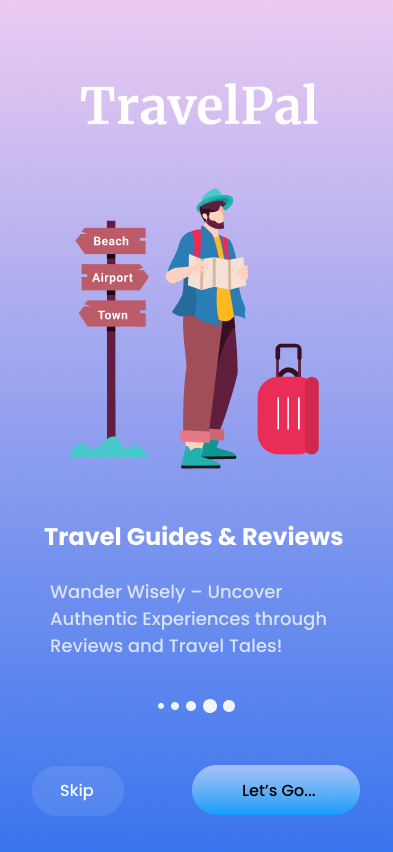 TravelPal
Beach
Airport
Town
Travel Guides & Reviews
Wander Wisely – Uncover
Authentic Experiences through
Reviews and Travel Tales!
Skip
Let’s Go...